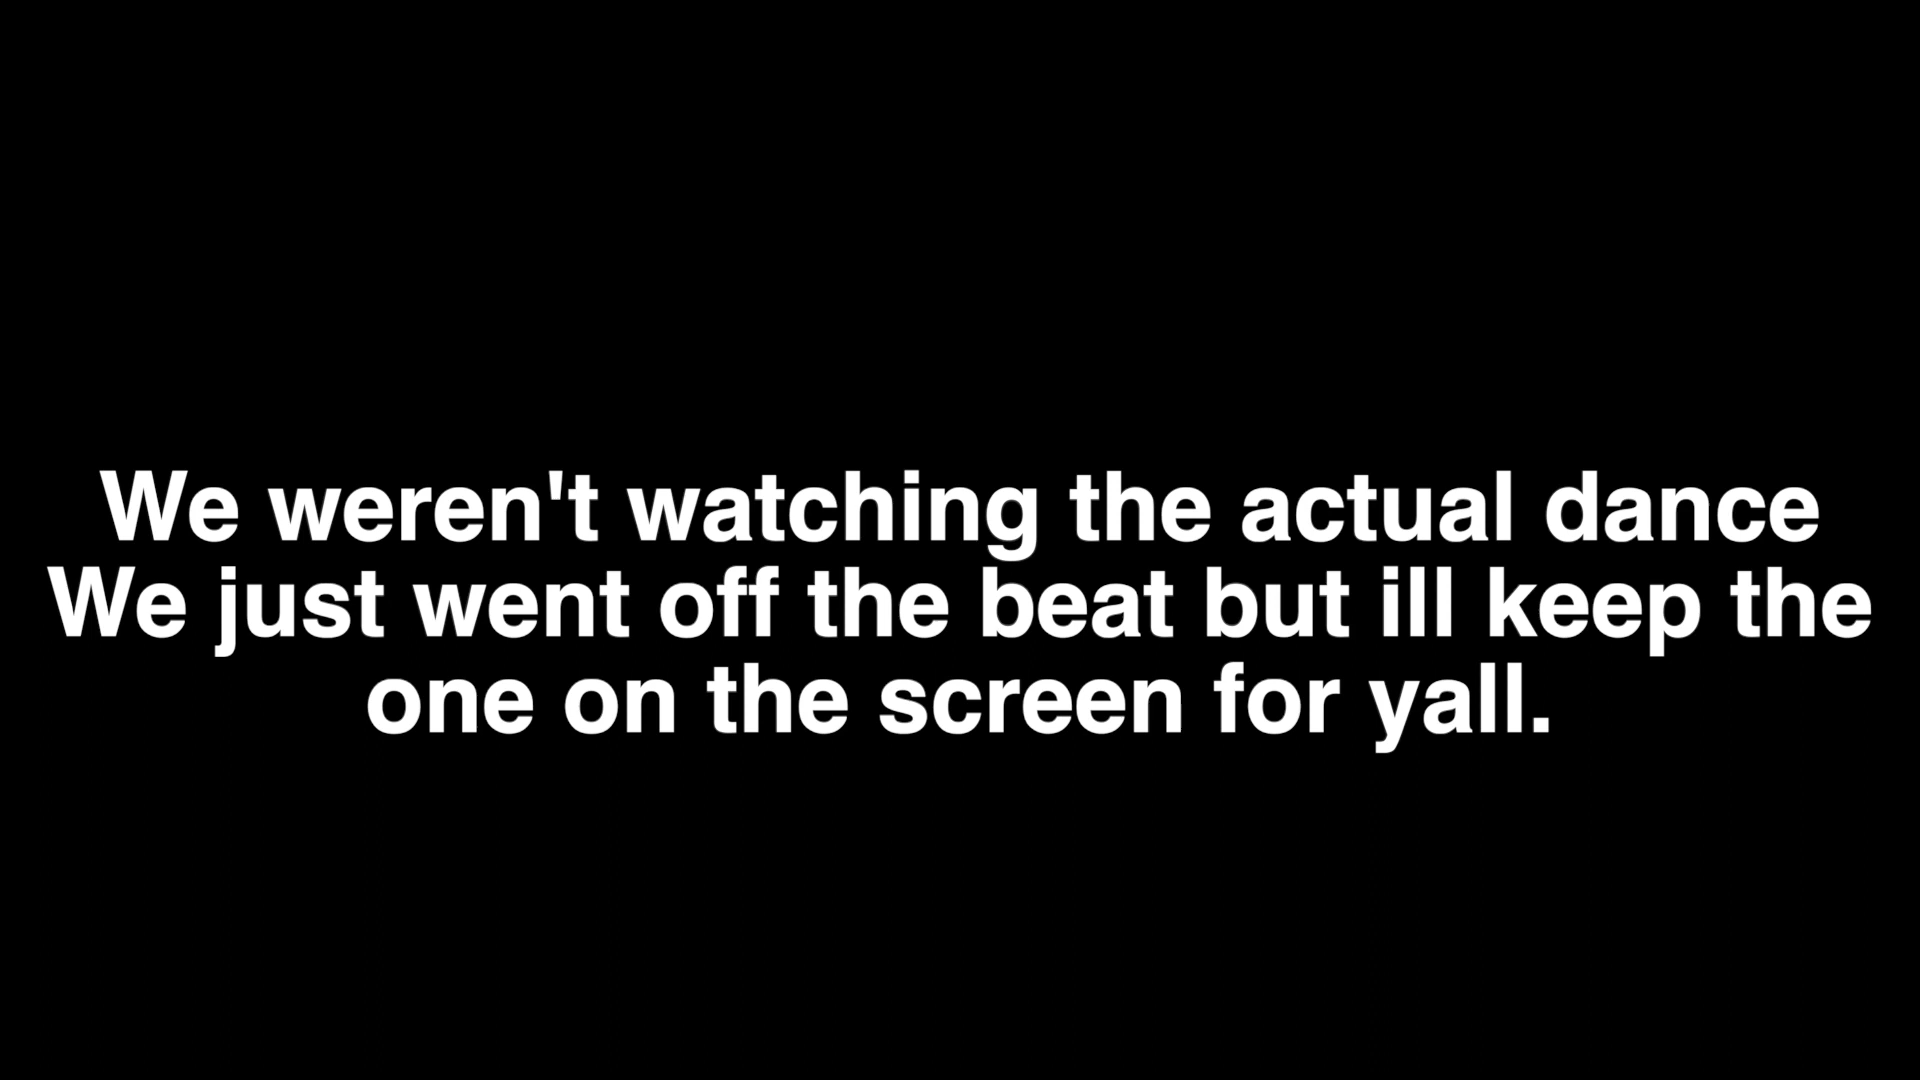 We weren't watching the actual dance
We just went off the beat but ill keep the
one on the screen for yall.